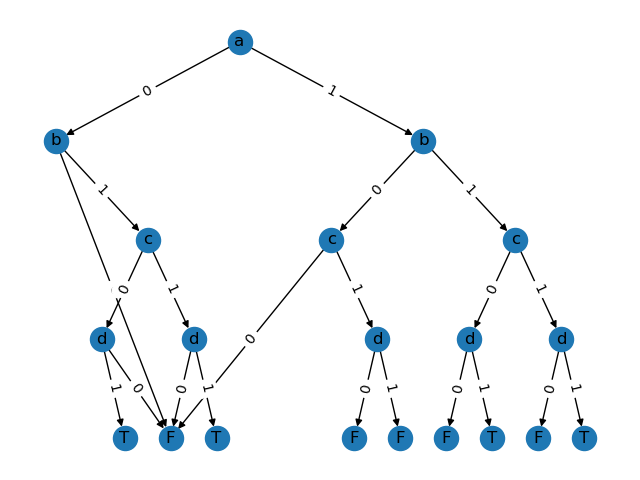 a
0 1
b b
1 0 1
c c c
0 1 0 1 0 1
d d d d d
1 0 0 1 0 1 0 1 0 1
T F T F F F T F T